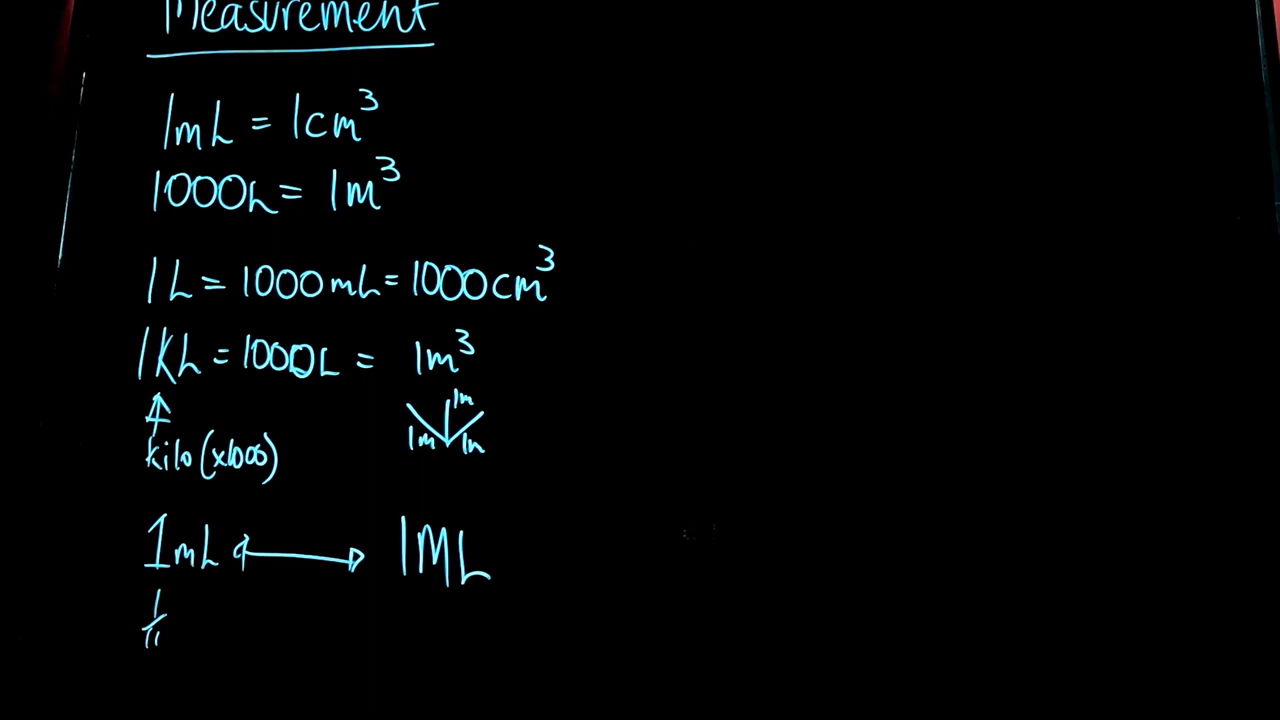 Measurement
1mL = 1cm³
1000L = 1m³
1L = 1000mL = 1000cm³
1KL = 1000L = 1m³
1m
1m 1m
kilo (x1000)
1mL ↔ 1ML